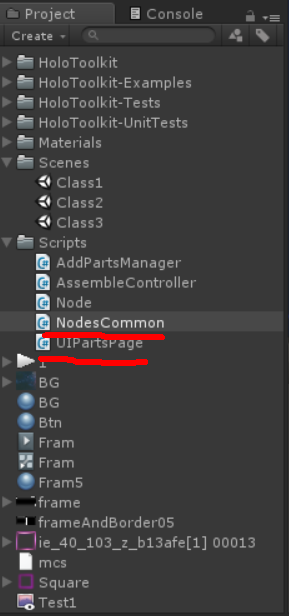 Project
Console
Create
HoloToolkit
HoloToolkit-Examples
HoloToolkit-Tests
HoloToolkit-UnitTests
Materials
Scenes
Class1
Class2
Class3
Scripts
AddPartsManager
AssembleController
Node
NodesCommon
UIPartsPage
1
BG
BG
Btn
Fram
Fram
Fram5
frame
frameAndBorder05
ie_40_103_z_b13afe[1] 00013
mcs
Square
Test1